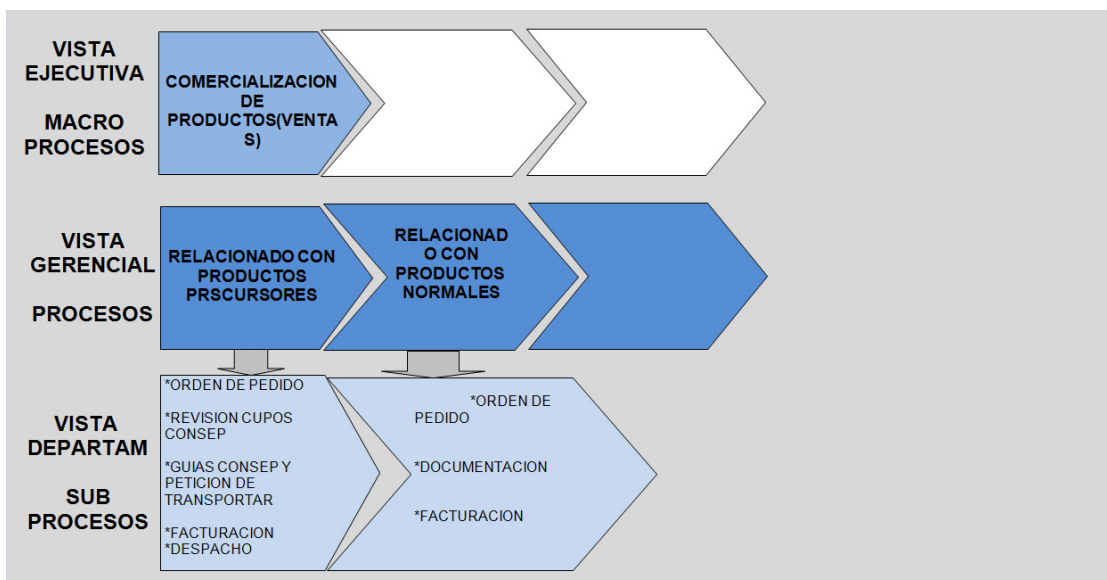 VISTA
EJECUTIVA
MACRO
PROCESOS
COMERCIALIZACION
DE
PRODUCTOS(VENTA
S)
VISTA
GERENCIAL
PROCESOS
RELACIONADO CON
PRODUCTOS
PRSCURSORES
RELACIONAD
O CON
PRODUCTOS
NORMALES
VISTA
DEPARTAM
SUB
PROCESOS
*ORDEN DE PEDIDO
*REVISION CUPOS
CONSEP
*GUIAS CONSEP Y
PETICION DE
TRANSPORTAR
*FACTURACION
*DESPACHO
*ORDEN DE
PEDIDO
*DOCUMENTACION
*FACTURACION